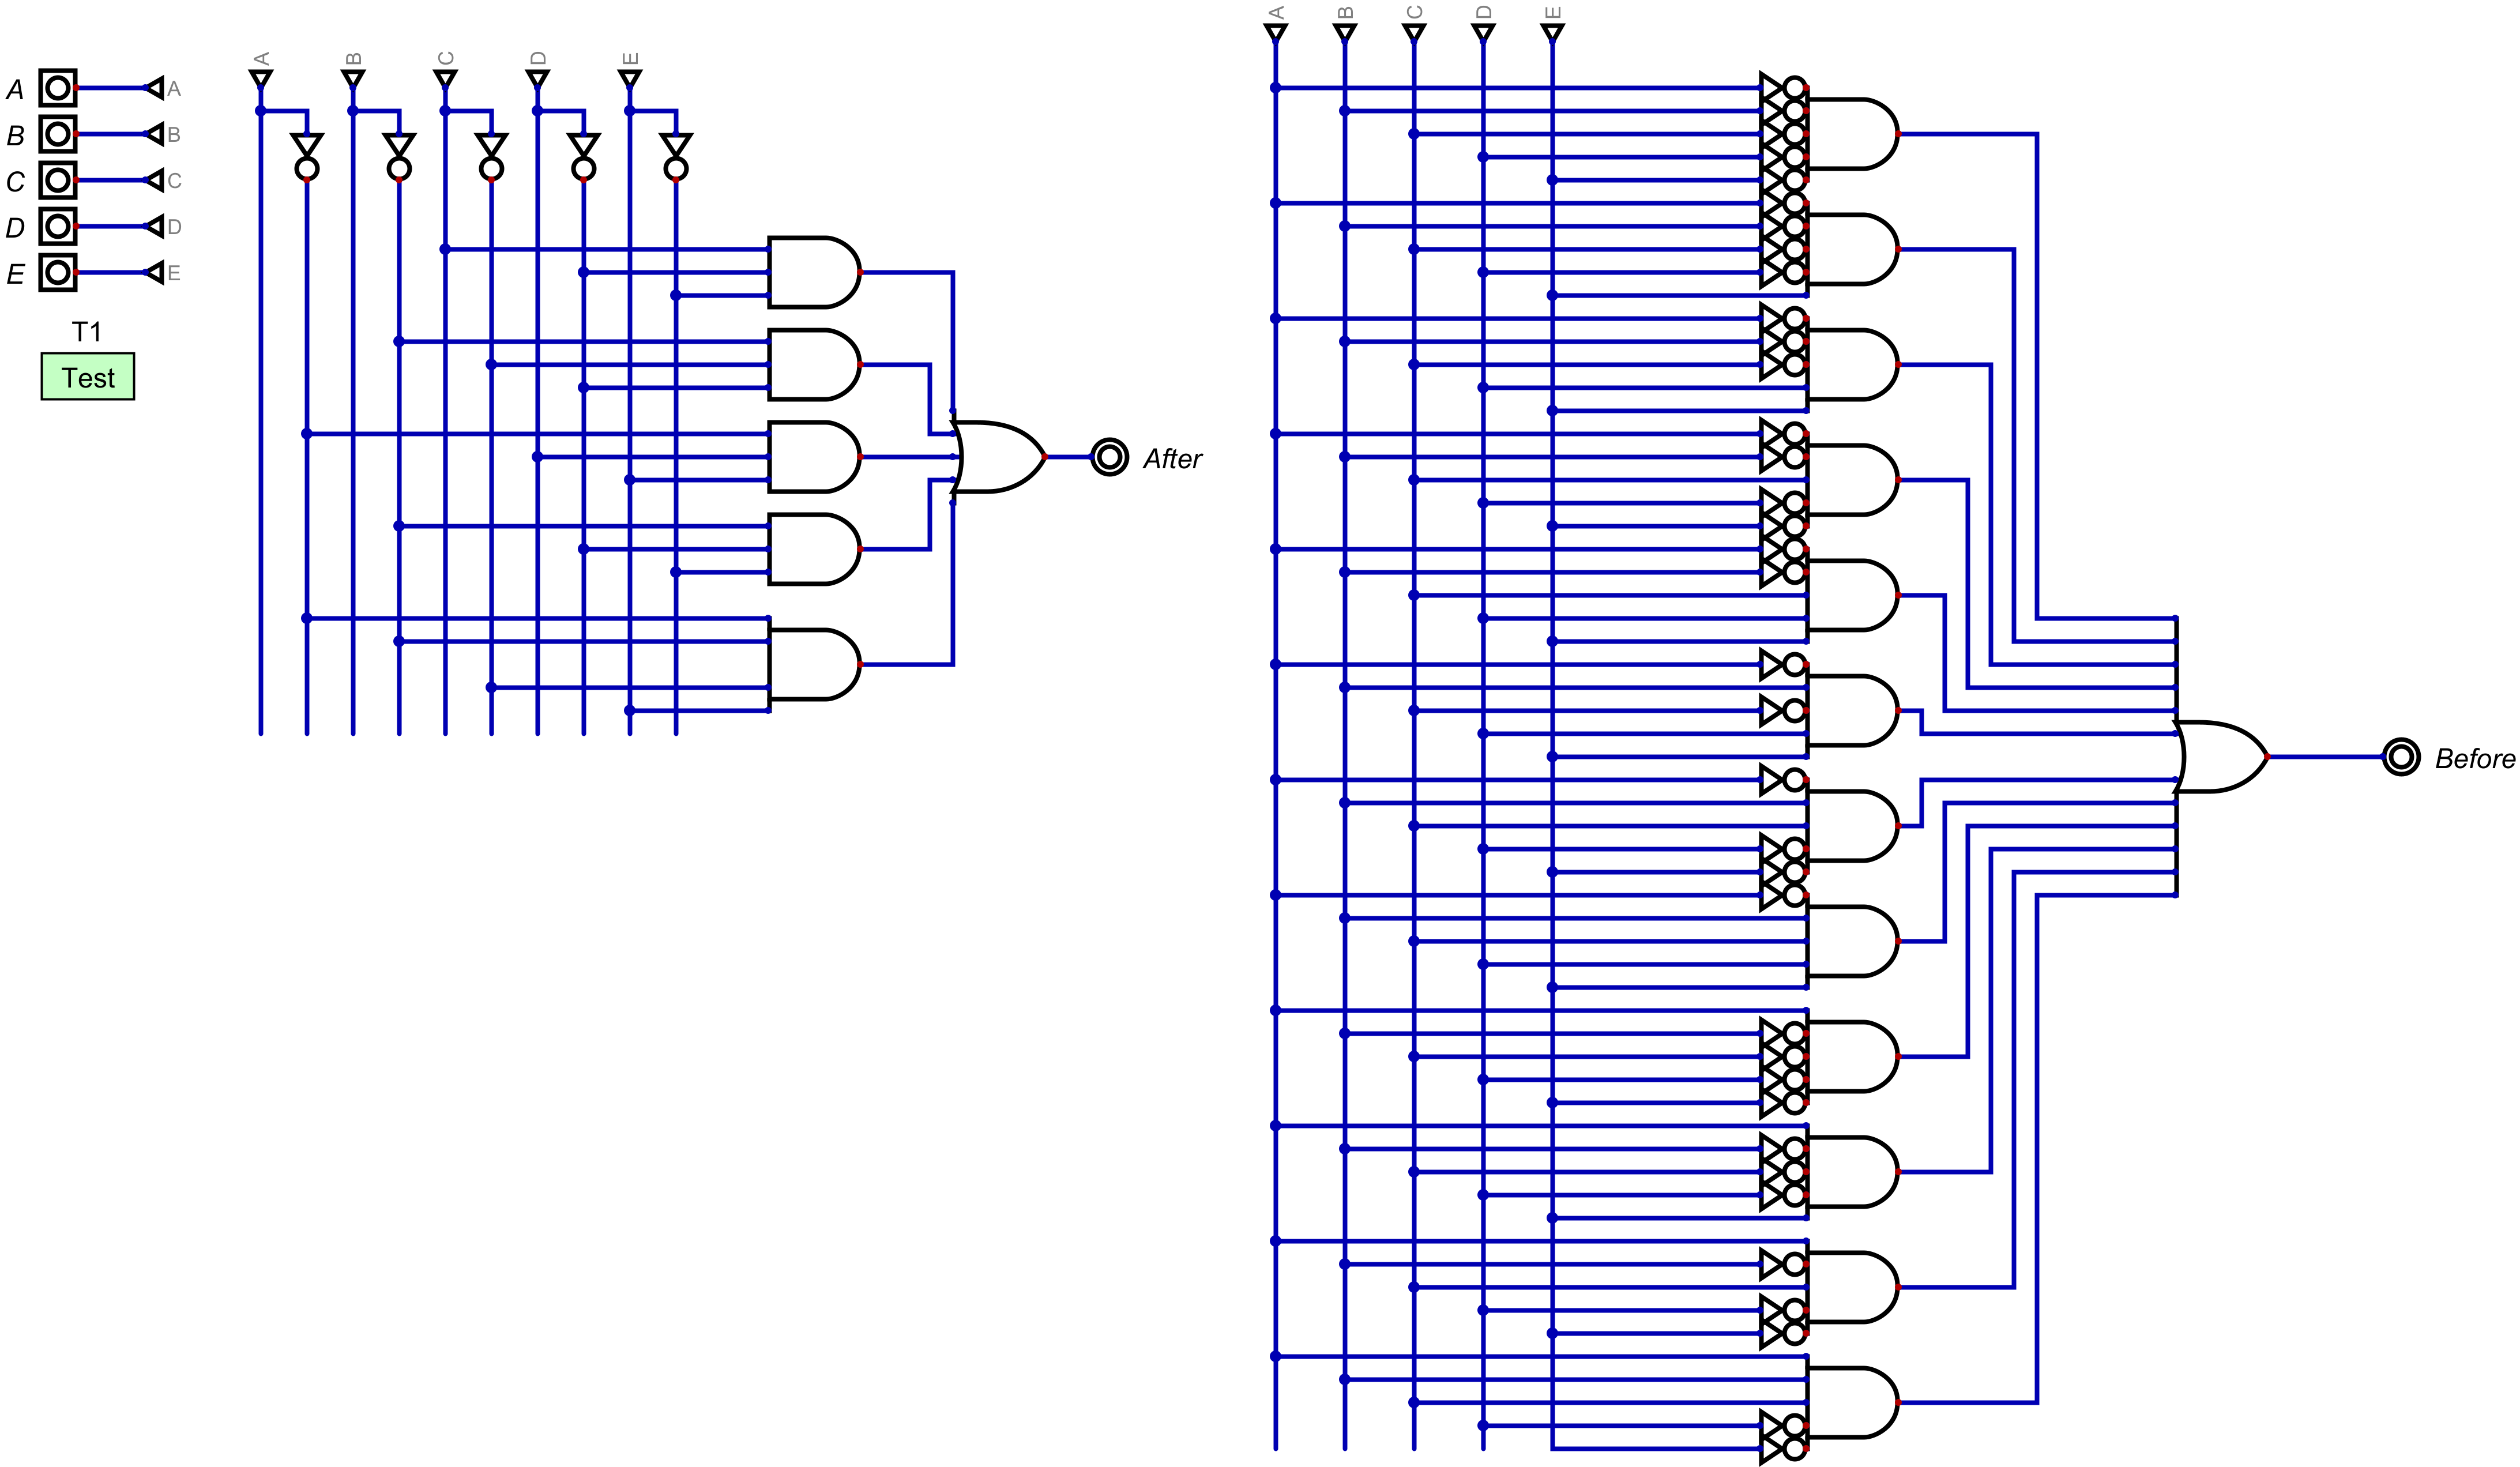 A B C D E
A B C D E
A A
B B
C C
D D
E E
T1
Test
After
Before